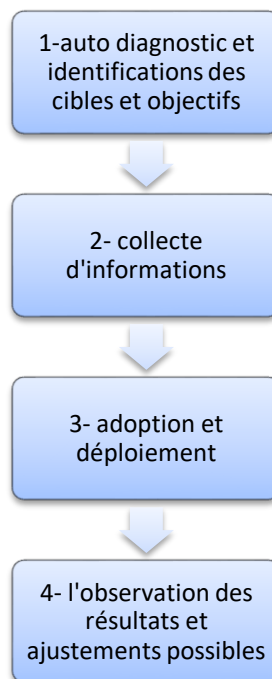 1-auto diagnostic et
identifications des
cibles et objectifs
2- collecte
d'informations
3- adoption et
déploiement
4- l'observation des
résultats et
ajustements possibles